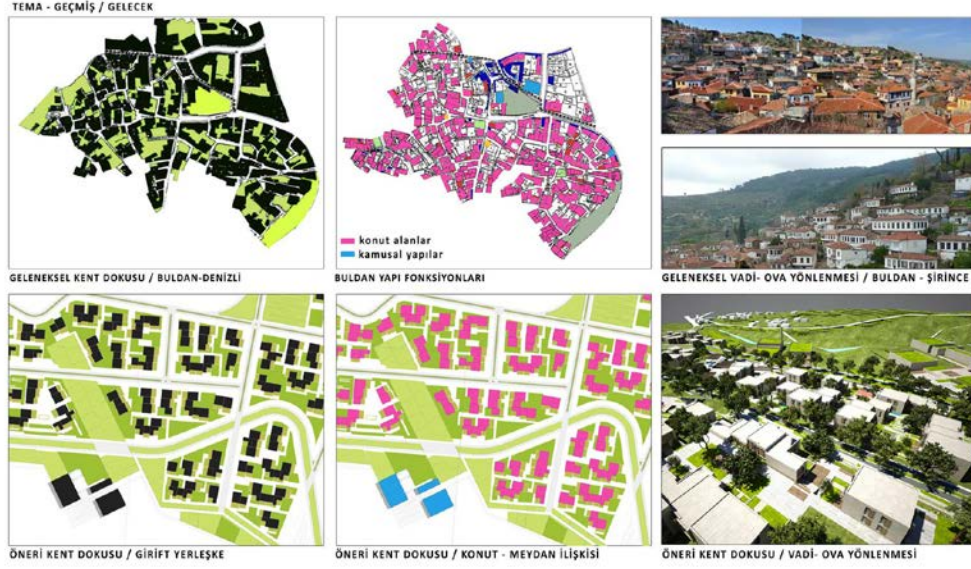 TEMA - GEÇMİŞ / GELECEK
konut alanlar
kamusal yapılar
GELENEKSEL KENT DOKUSU / BULDAN-DENİZLİ
BULDAN YAPI FONKSİYONLARI
GELENEKSEL VADİ- OVA YÖNLENMESİ / BULDAN - ŞİRİNCE
ÖNERİ KENT DOKUSU / GİRİFT YERLEŞKE
ÖNERİ KENT DOKUSU / KONUT - MEYDAN İLİŞKİSİ
ÖNERİ KENT DOKUSU / VADİ- OVA YÖNLENMESİ